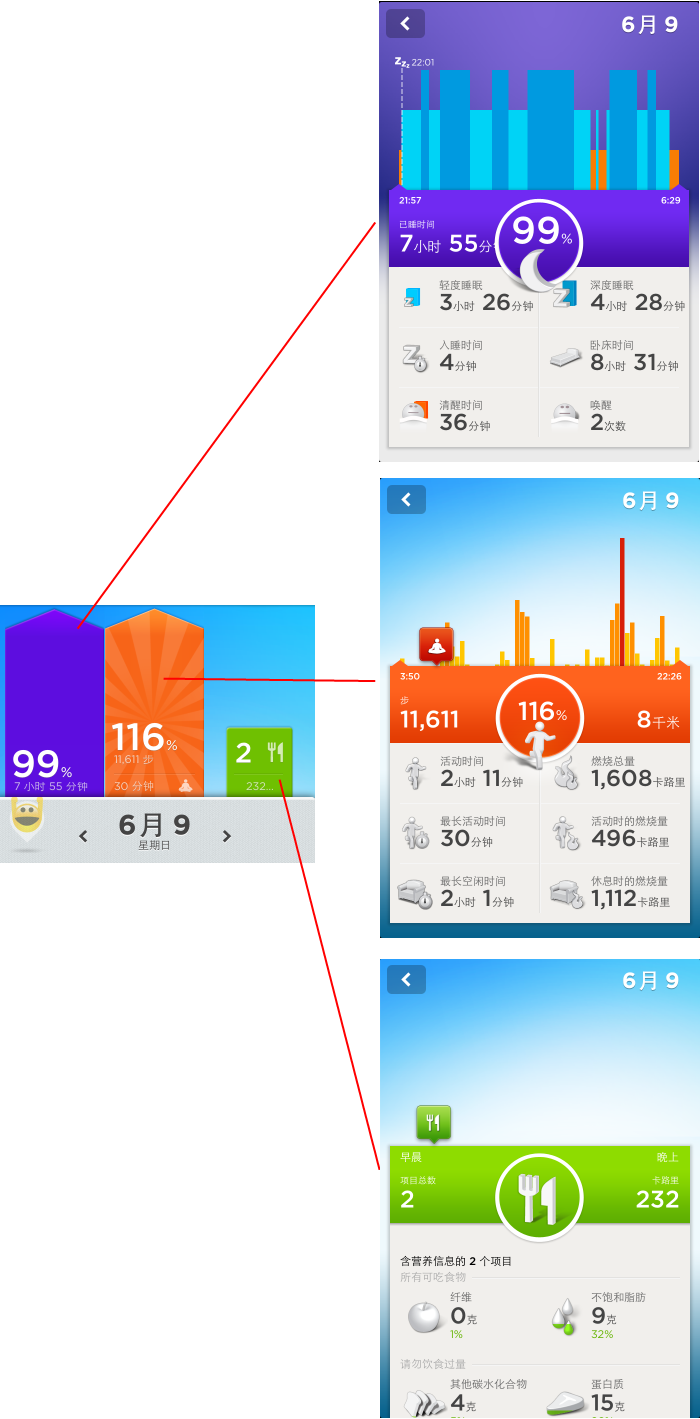 6月 9
zzz 22:01
21:57
6:29
已睡时间
7小时 55分
99%
轻度睡眠
3小时 26分钟
深度睡眠
4小时 28分钟
入睡时间
4分钟
卧床时间
8小时 31分钟
清醒时间
36分钟
唤醒
2次数
6月 9
3:50
22:26
步
11,611
116%
8千米
活动时间
2小时 11分钟
燃烧总量
1,608卡路里
最长活动时间
30分钟
活动时的燃烧量
496卡路里
最长空闲时间
2小时 1分钟
休息时的燃烧量
1,112卡路里
99%
7 小时 55 分钟
116%
11,611 步
30 分钟
2
232...
6月 9
星期日
6月 9
早晨
晚上
项目总数
2
卡路里
232
含营养信息的 2 个项目
所有可吃食物
纤维
0克
1%
不饱和脂肪
9克
32%
请勿饮食过量
其他碳水化合物
4克
蛋白质
15克